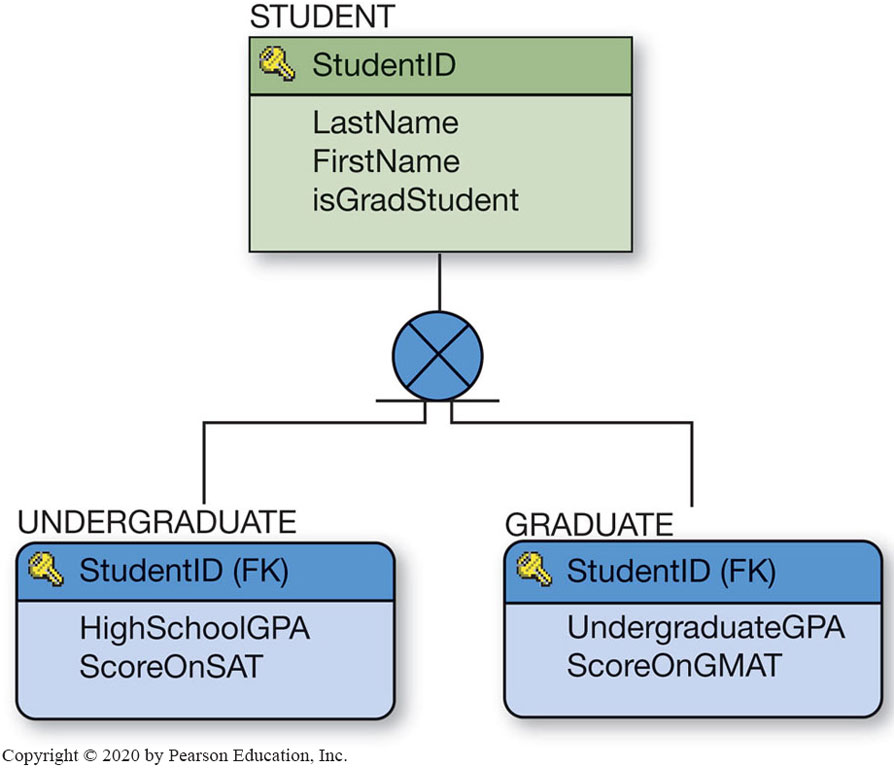 STUDENT
StudentID
LastName
FirstName
isGradStudent
UNDERGRADUATE
StudentID (FK)
HighSchoolGPA
ScoreOnSAT
GRADUATE
StudentID (FK)
UndergraduateGPA
ScoreOnGMAT
Copyright © 2020 by Pearson Education, Inc.